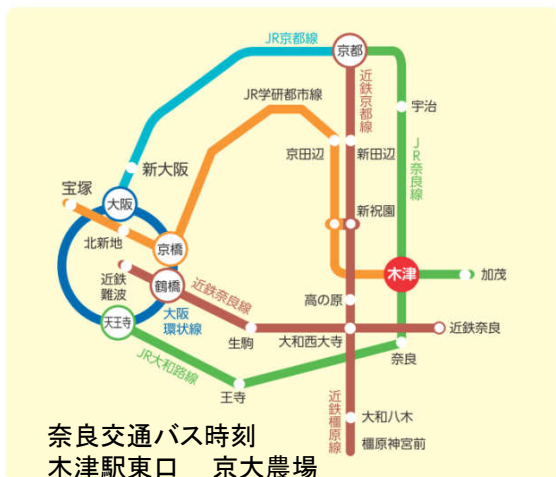 JR京都線
京都
JR学研都市線
近鉄京都線
宇治
JR奈良線
京田辺
新田辺
新大阪
宝塚
大阪
新祝園
北新地
京橋
木津
加茂
近鉄難波
鶴橋
近鉄奈良線
高の原
天王寺
大阪環状線
生駒
大和西大寺
近鉄奈良
奈良
JR大和路線
王寺
近鉄橿原線
大和八木
橿原神宮前
奈良交通バス時刻
木津駅東口 京大農場